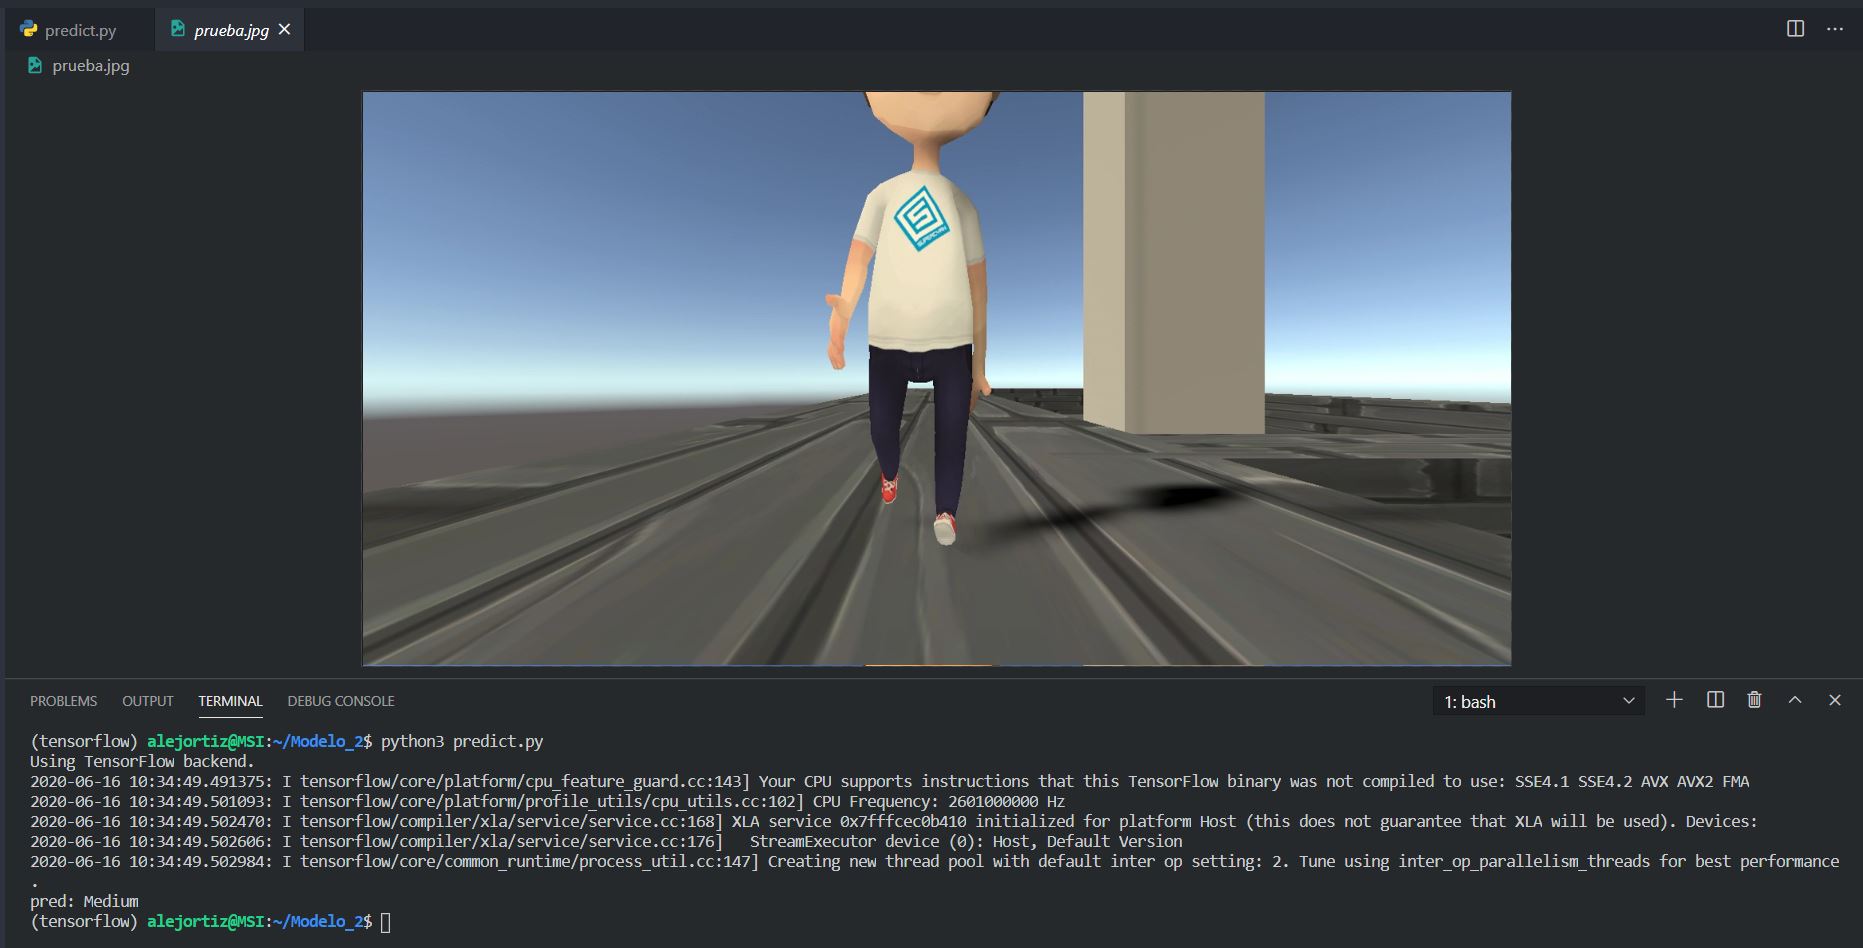 predict.py
prueba.jpg
prueba.jpg
PROBLEMS OUTPUT TERMINAL DEBUG CONSOLE
1: bash
(tensorflow) alejortiz@MSI:~/Modelo_2$ python3 predict.py
Using TensorFlow backend.
2020-06-16 10:34:49.491375: I tensorflow/core/platform/cpu_feature_guard.cc:143] Your CPU supports instructions that this TensorFlow binary was not compiled to use: SSE4.1 SSE4.2 AVX AVX2 FMA
2020-06-16 10:34:49.501093: I tensorflow/core/platform/profile_utils/cpu_utils.cc:102] CPU Frequency: 2601000000 Hz
2020-06-16 10:34:49.502470: I tensorflow/compiler/xla/service/service.cc:168] XLA service 0x7fffcec0b410 initialized for platform Host (this does not guarantee that XLA will be used). Devices:
2020-06-16 10:34:49.502606: I tensorflow/compiler/xla/service/service.cc:176]   StreamExecutor device (0): Host, Default Version
2020-06-16 10:34:49.502984: I tensorflow/core/common_runtime/process_util.cc:147] Creating new thread pool with default inter op setting: 2. Tune using inter_op_parallelism_threads for best performance
.
pred: Medium
(tensorflow) alejortiz@MSI:~/Modelo_2$